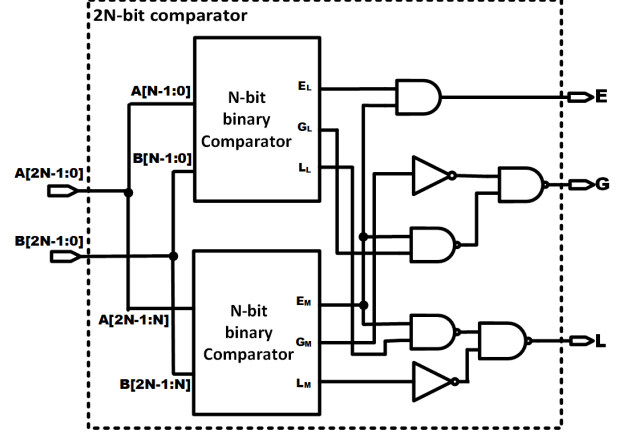 2N-bit comparator
A[N-1:0]
N-bit
binary
Comparator
EL
GL
LL
B[N-1:0]
A[2N-1:0]
B[2N-1:0]
A[2N-1:N]
B[2N-1:N]
N-bit
binary
Comparator
EM
GM
LM
E
G
L